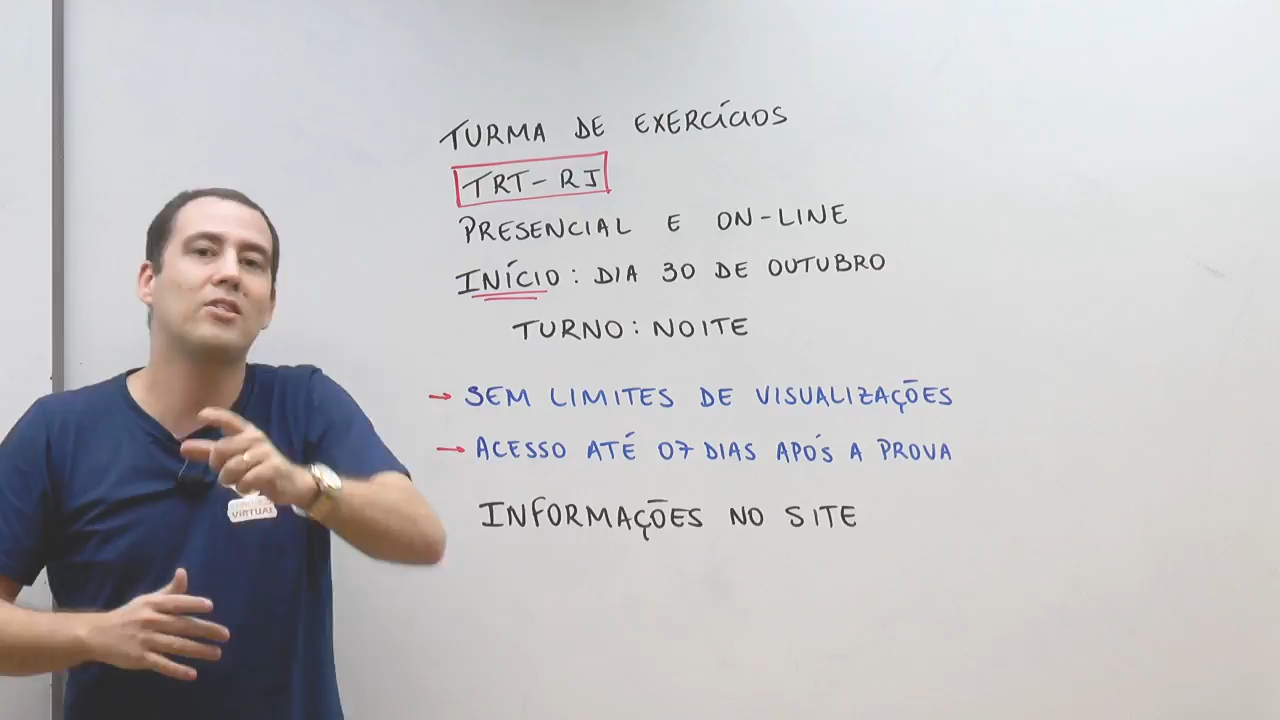 TURMA DE EXERCÍCIOS
TRT-RJ
PRESENCIAL E ON-LINE
INÍCIO: DIA 30 DE OUTUBRO
TURNO: NOITE
→ SEM LIMITES DE VISUALIZAÇÕES
→ ACESSO ATÉ 07 DIAS APÓS A PROVA
INFORMAÇÕES NO SITE
VIRTUAL